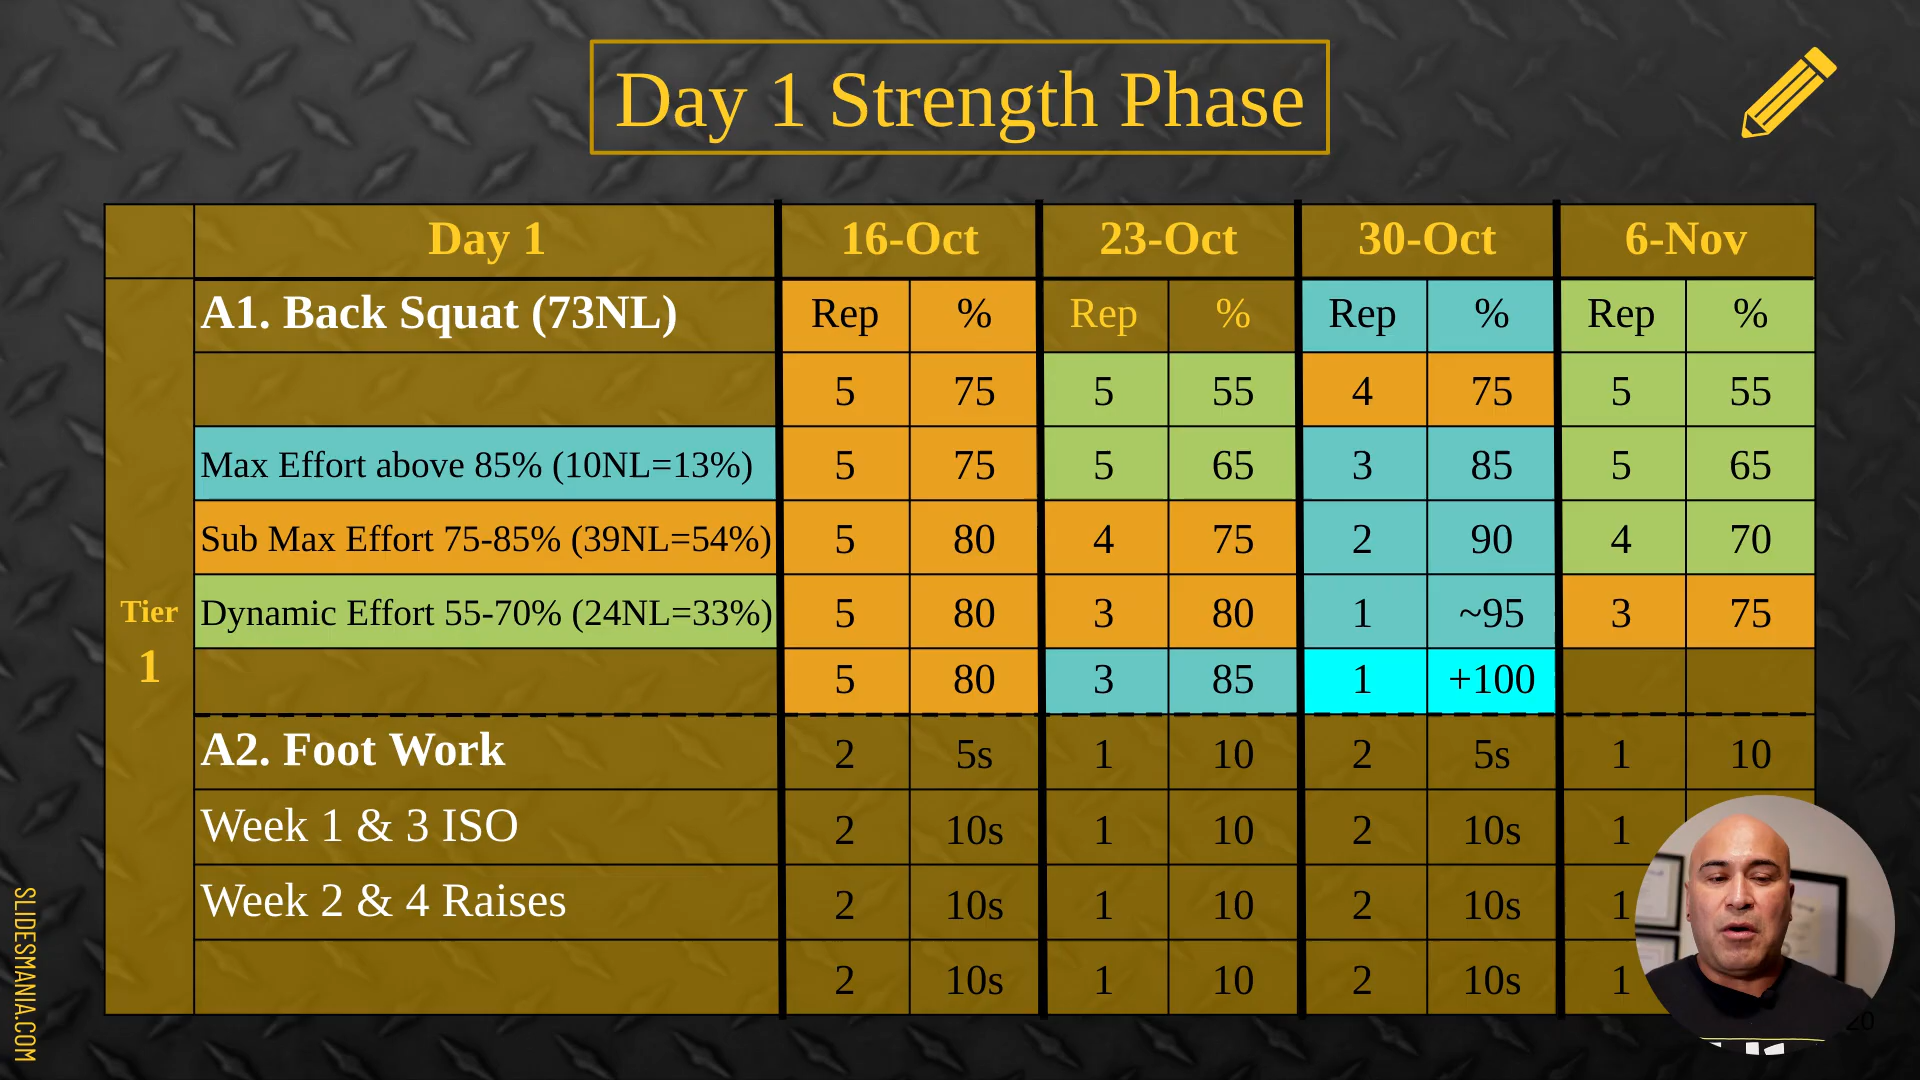 Day 1 Strength Phase
Day 1 16-Oct 23-Oct 30-Oct 6-Nov
A1. Back Squat (73NL) Rep % Rep % Rep % Rep %
5 75 5 55 4 75 5 55
Max Effort above 85% (10NL=13%) 5 75 5 65 3 85 5 65
Sub Max Effort 75-85% (39NL=54%) 5 80 4 75 2 90 4 70
Tier Dynamic Effort 55-70% (24NL=33%) 5 80 3 80 1 ~95 3 75
1 5 80 3 85 1 +100
A2. Foot Work 2 5s 1 10 2 5s 1 10
Week 1 & 3 ISO 2 10s 1 10 2 10s 1
Week 2 & 4 Raises 2 10s 1 10 2 10s 1
2 10s 1 10 2 10s 1
20
SLIDESMANIA.COM